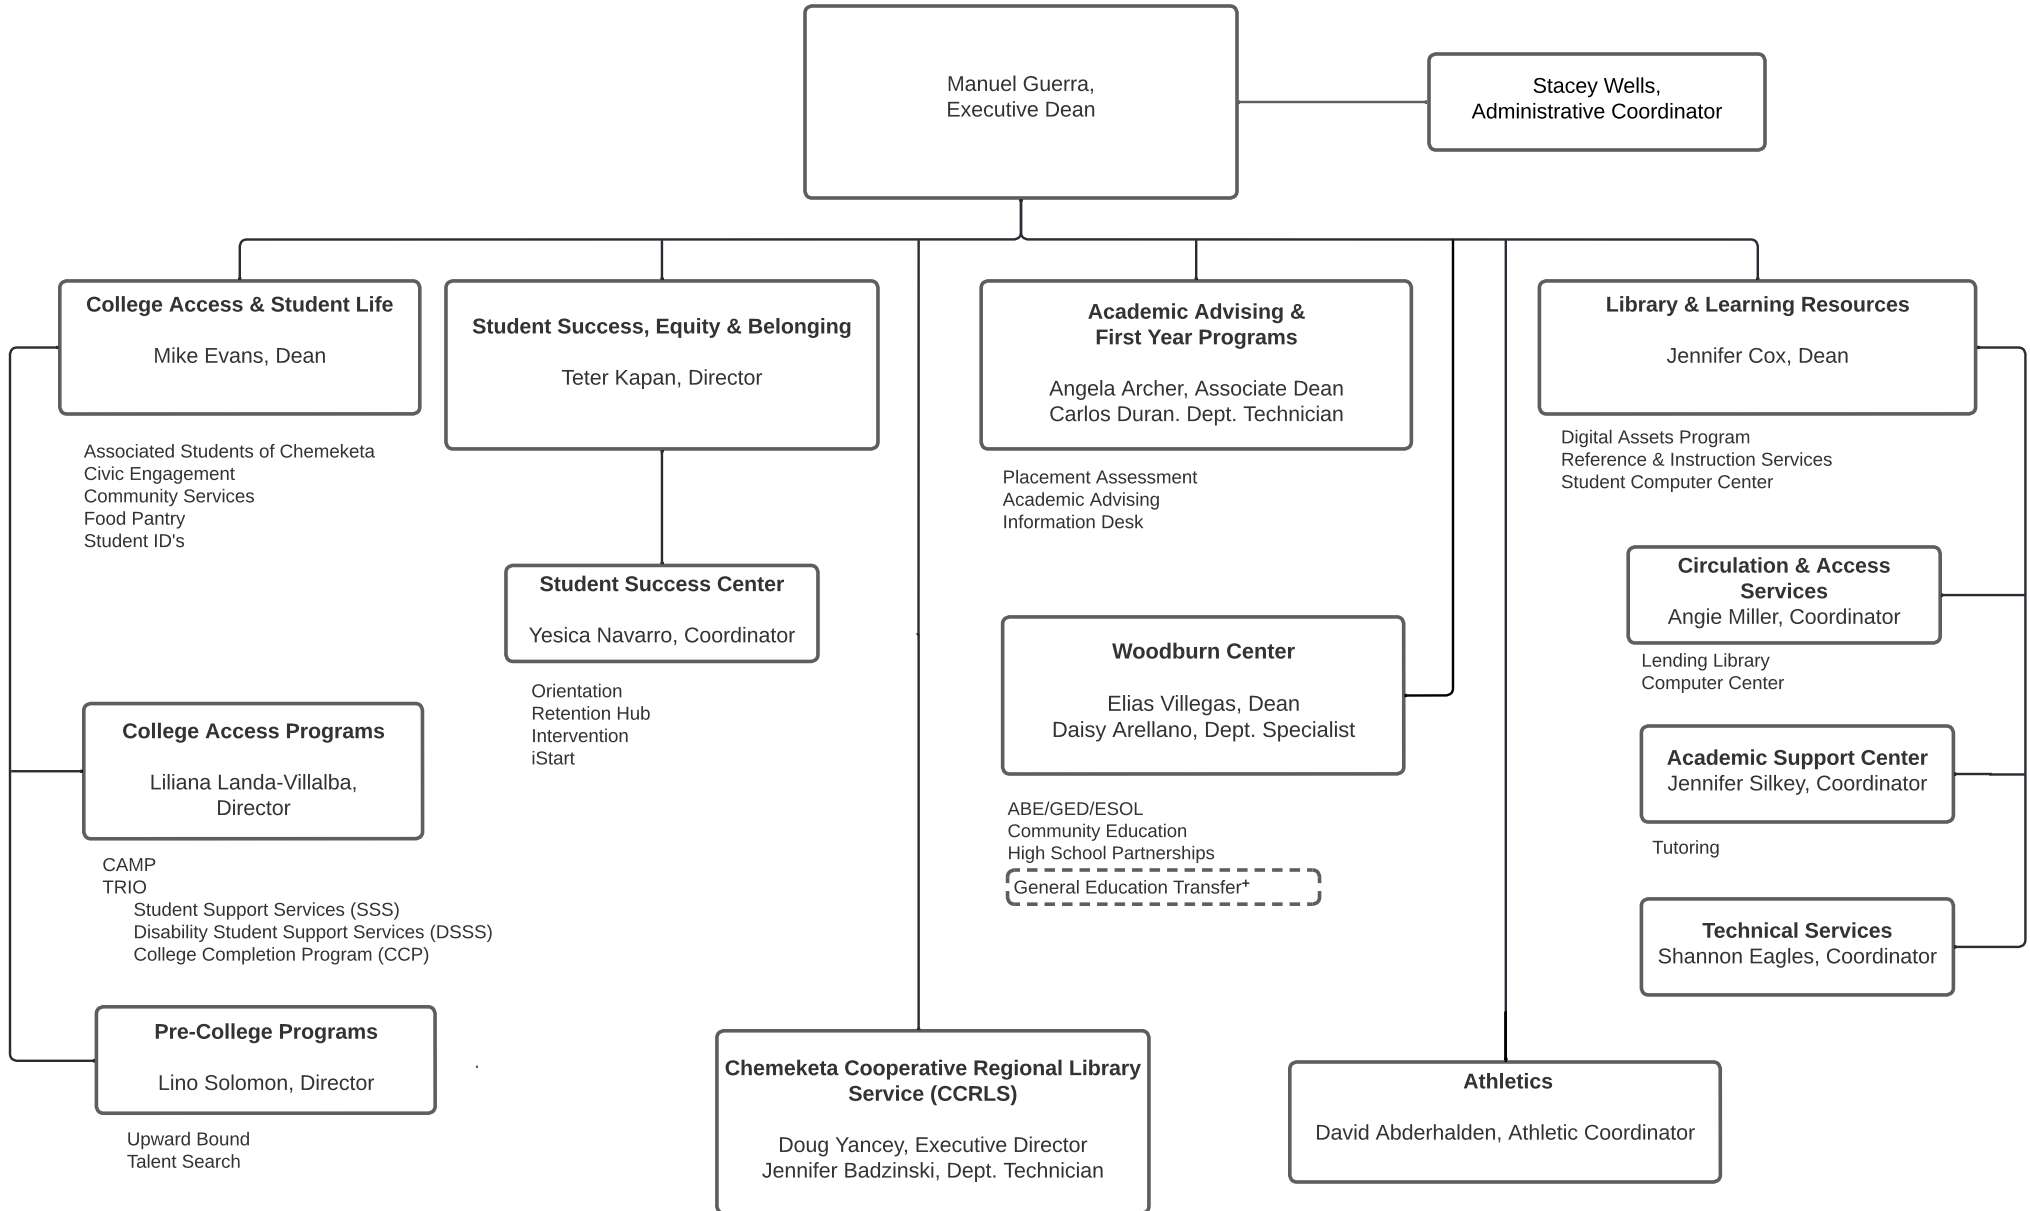 Manuel Guerra,
Executive Dean
Stacey Wells,
Administrative Coordinator
College Access & Student Life
Mike Evans, Dean
Associated Students of Chemeketa
Civic Engagement
Community Services
Food Pantry
Student ID's
College Access Programs
Liliana Landa-Villalba,
Director
CAMP
TRIO
Student Support Services (SSS)
Disability Student Support Services (DSSS)
College Completion Program (CCP)
Pre-College Programs
Lino Solomon, Director
Upward Bound
Talent Search
Student Success, Equity & Belonging
Teter Kapan, Director
Student Success Center
Yesica Navarro, Coordinator
Orientation
Retention Hub
Intervention
iStart
Chemeketa Cooperative Regional Library
Service (CCRLS)
Doug Yancey, Executive Director
Jennifer Badzinski, Dept. Technician
Academic Advising &
First Year Programs
Angela Archer, Associate Dean
Carlos Duran. Dept. Technician
Placement Assessment
Academic Advising
Information Desk
Woodburn Center
Elias Villegas, Dean
Daisy Arellano, Dept. Specialist
ABE/GED/ESOL
Community Education
High School Partnerships
General Education Transfer⁺
Athletics
David Abderhalden, Athletic Coordinator
Library & Learning Resources
Jennifer Cox, Dean
Digital Assets Program
Reference & Instruction Services
Student Computer Center
Circulation & Access
Services
Angie Miller, Coordinator
Lending Library
Computer Center
Academic Support Center
Jennifer Silkey, Coordinator
Tutoring
Technical Services
Shannon Eagles, Coordinator